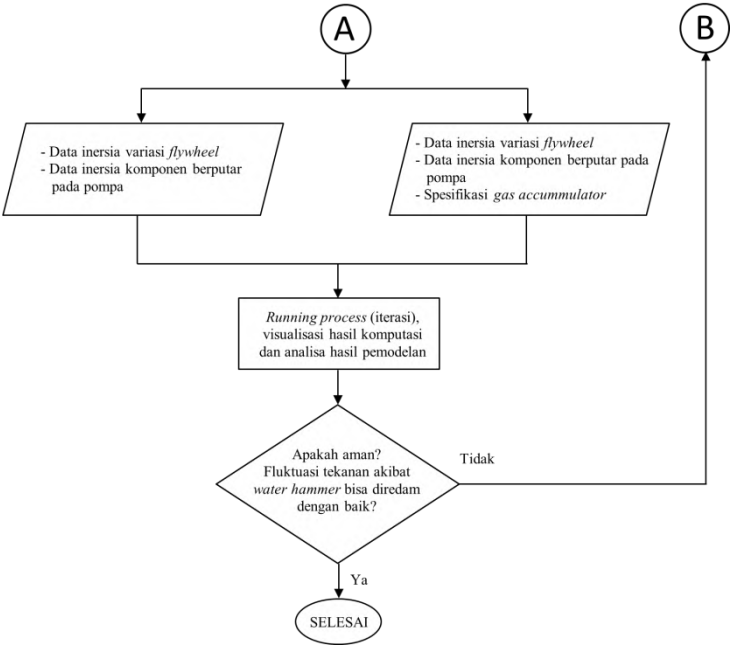 A
B
- Data inersia variasi flywheel
- Data inersia komponen berputar
pada pompa
- Data inersia variasi flywheel
- Data inersia komponen berputar pada
pompa
- Spesifikasi gas accummulator
Running process (iterasi),
visualisasi hasil komputasi
dan analisa hasil pemodelan
Apakah aman?
Fluktuasi tekanan akibat
water hammer bisa diredam
dengan baik?
Tidak
Ya
SELESAI